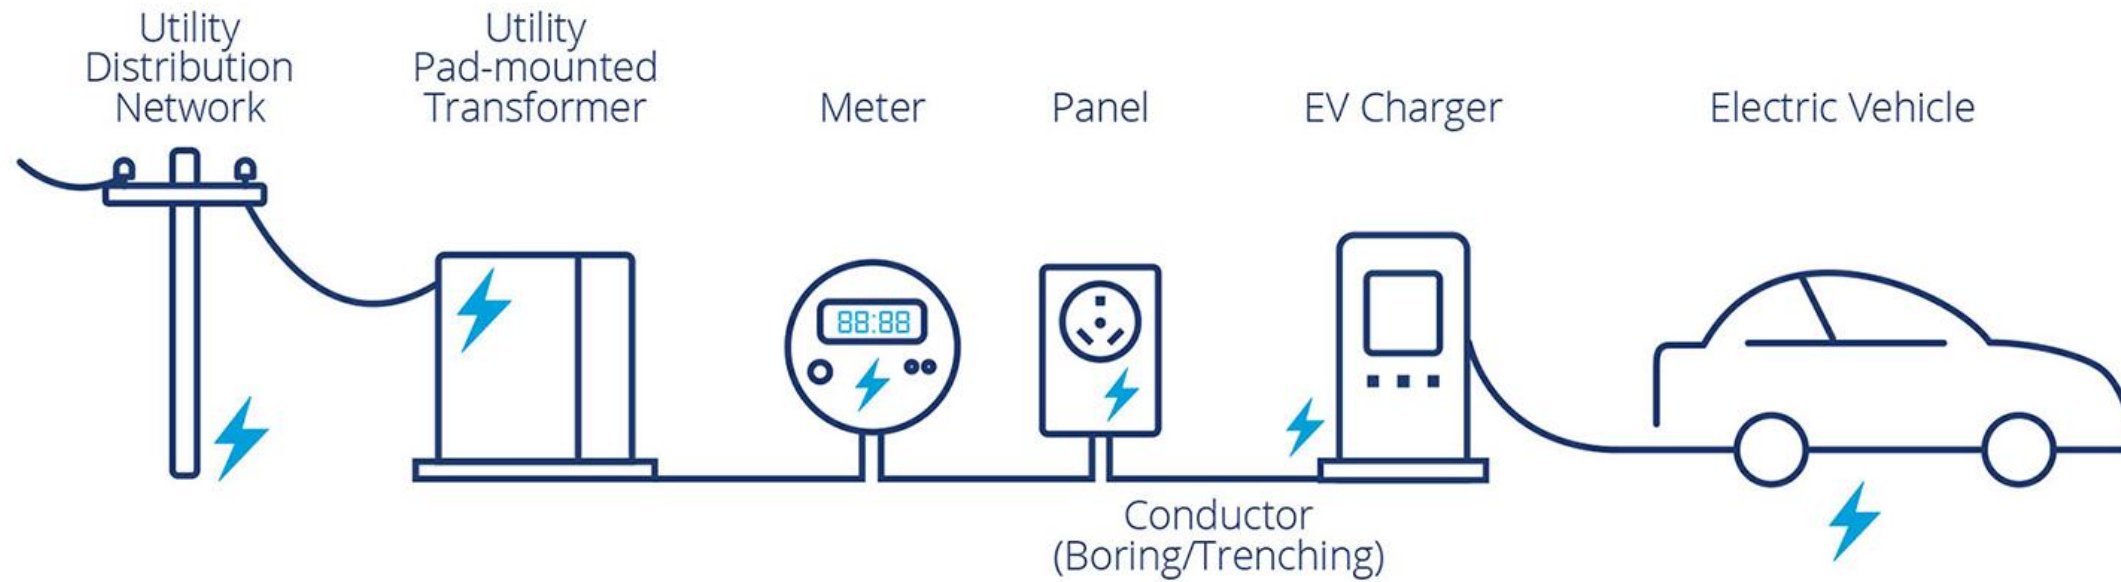 Utility
Distribution
Network
Utility
Pad-mounted
Transformer
Meter
Panel
EV Charger
Electric Vehicle
88:88
Conductor
(Boring/Trenching)